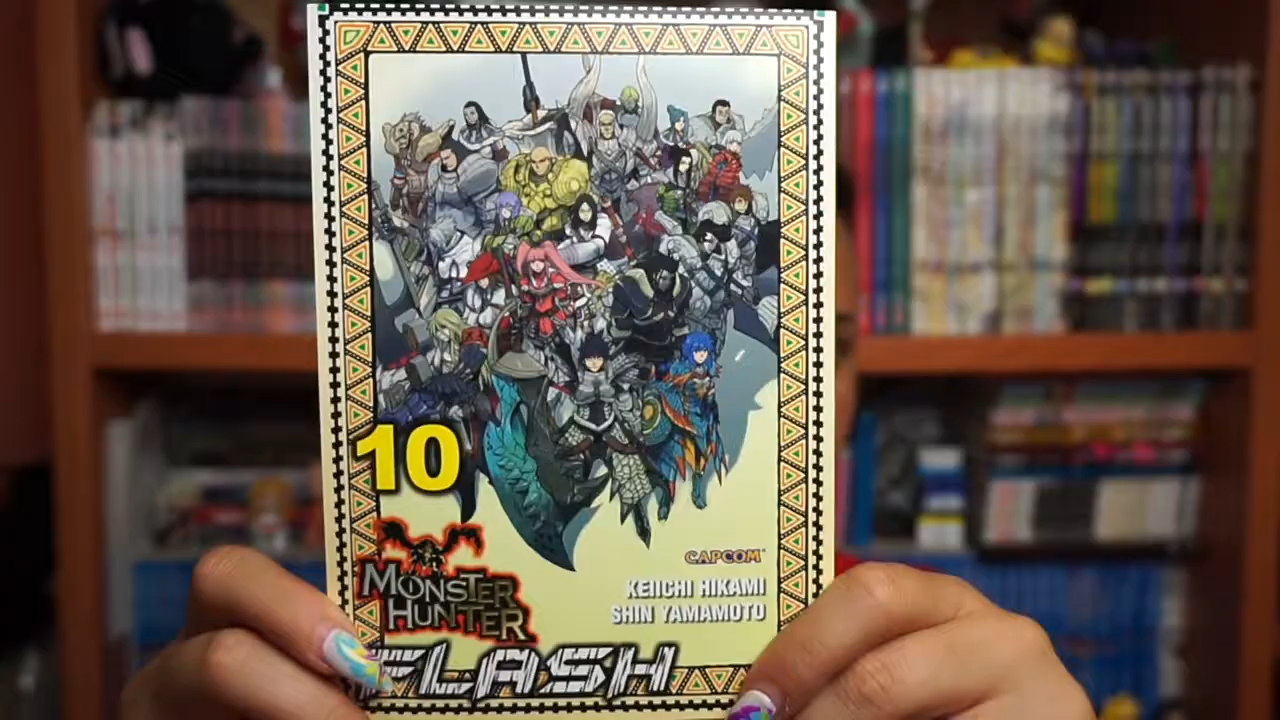 10
CAPCOM
MONSTER
HUNTER
KEIICHI HIKAMI
SHIN YAMAMOTO
FLASH